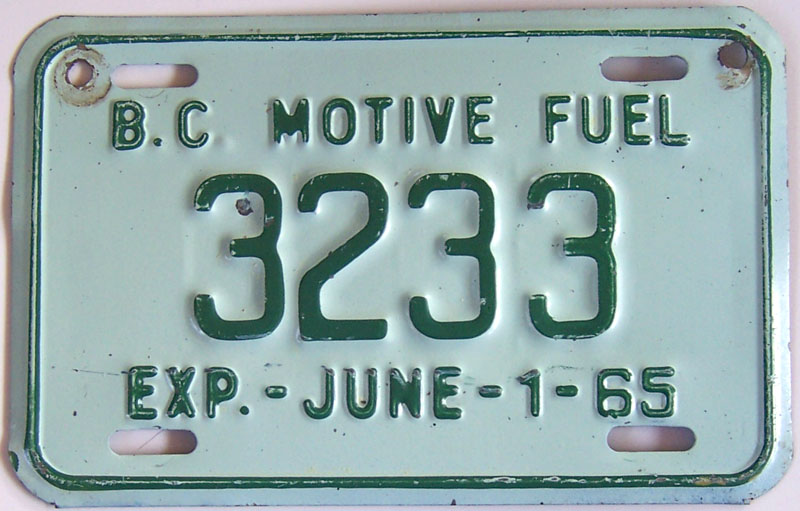 B.C. MOTIVE FUEL
3233
EXP.-JUNE-1-65